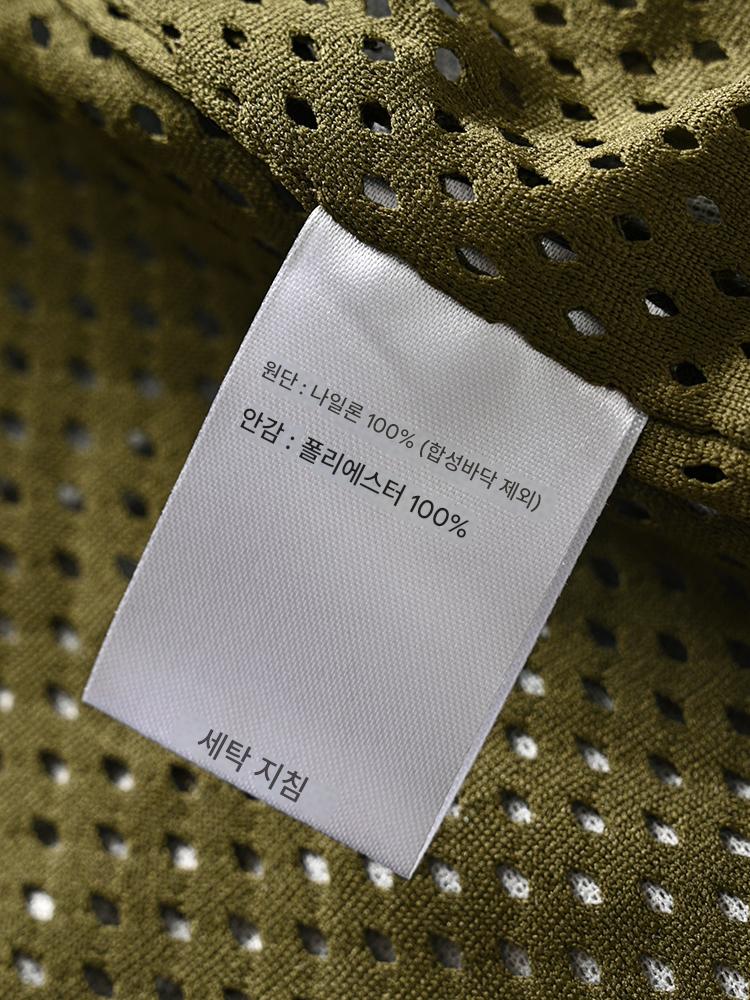 원단 : 나일론 100% (합성바닥 제외)
안감 : 폴리에스터 100%
세탁 지침